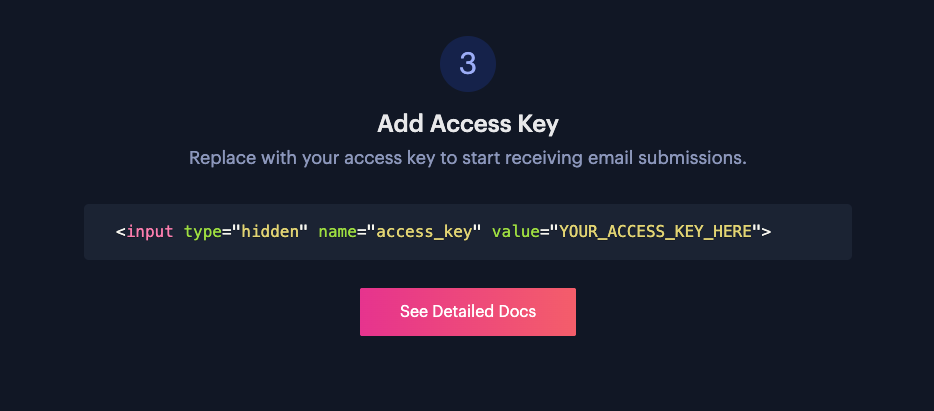 3
Add Access Key
Replace with your access key to start receiving email submissions.
<input type="hidden" name="access_key" value="YOUR_ACCESS_KEY_HERE">
See Detailed Docs